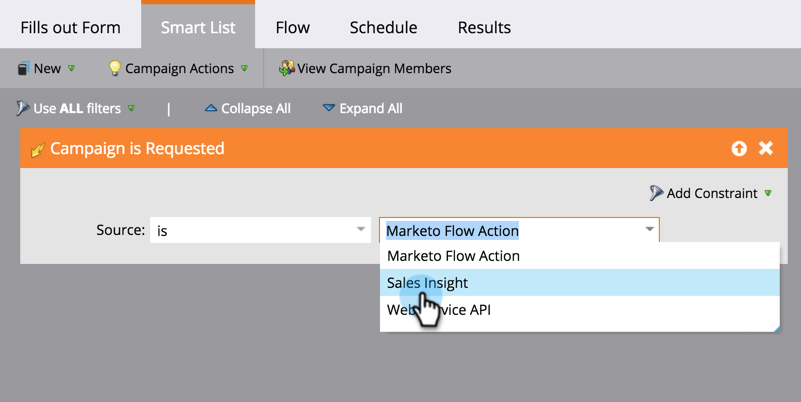 Fills out Form Smart List Flow Schedule Results
New Campaign Actions View Campaign Members
Use ALL filters | Collapse All Expand All
Campaign is Requested
Add Constraint
Source: is Marketo Flow Action
Marketo Flow Action
Sales Insight
Web Service API